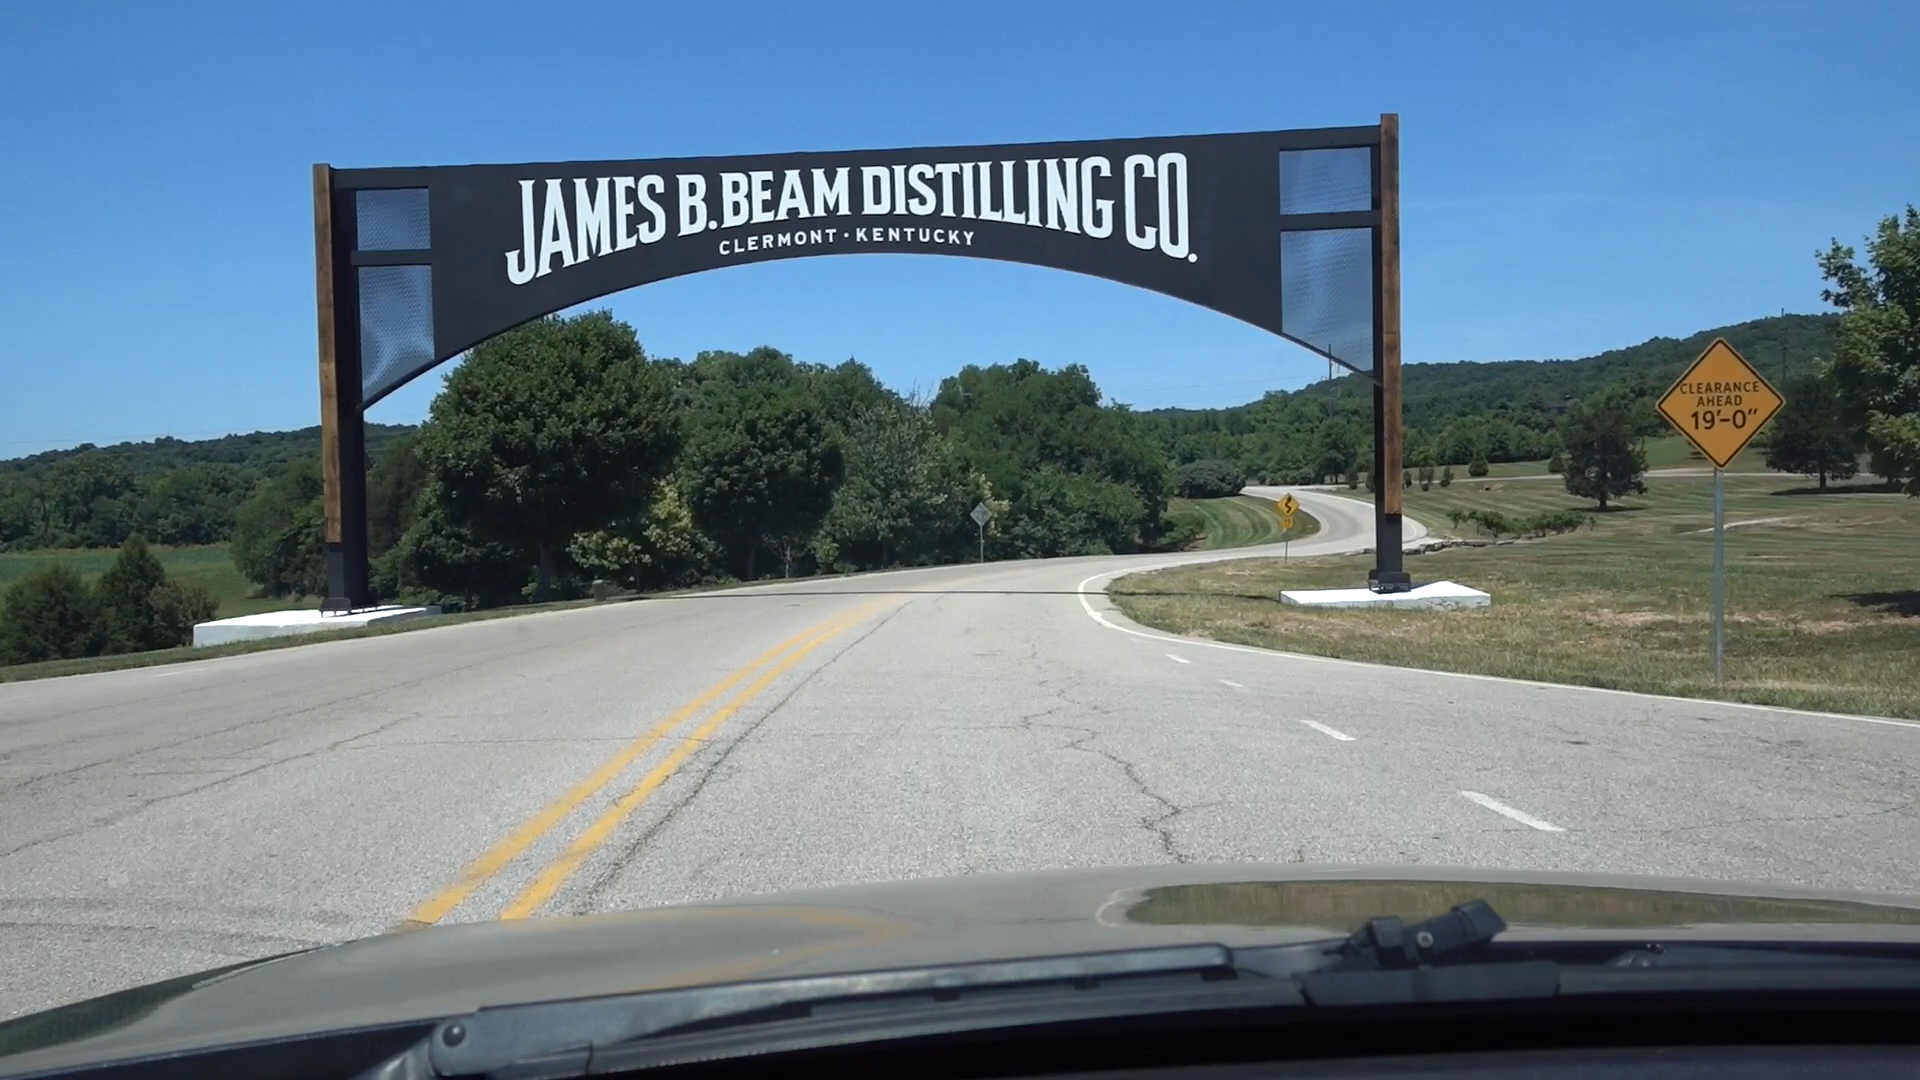 JAMES B. BEAM DISTILLING CO.
CLERMONT · KENTUCKY
CLEARANCE
AHEAD
19'-0"